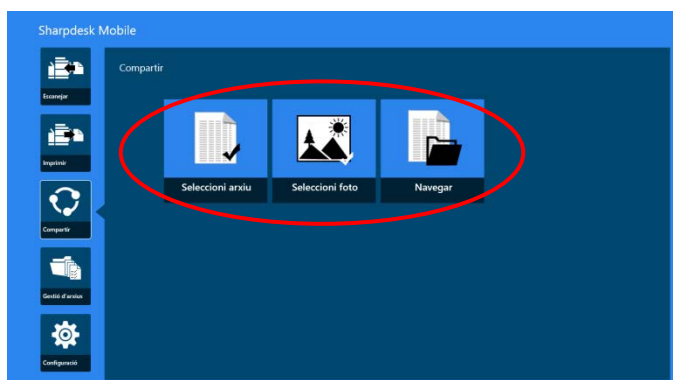 Sharpdesk Mobile
Escanejar
Imprimir
Compartir
Gestió d'arxius
Configuració
Compartir
Seleccioni arxiu
Seleccioni foto
Navegar